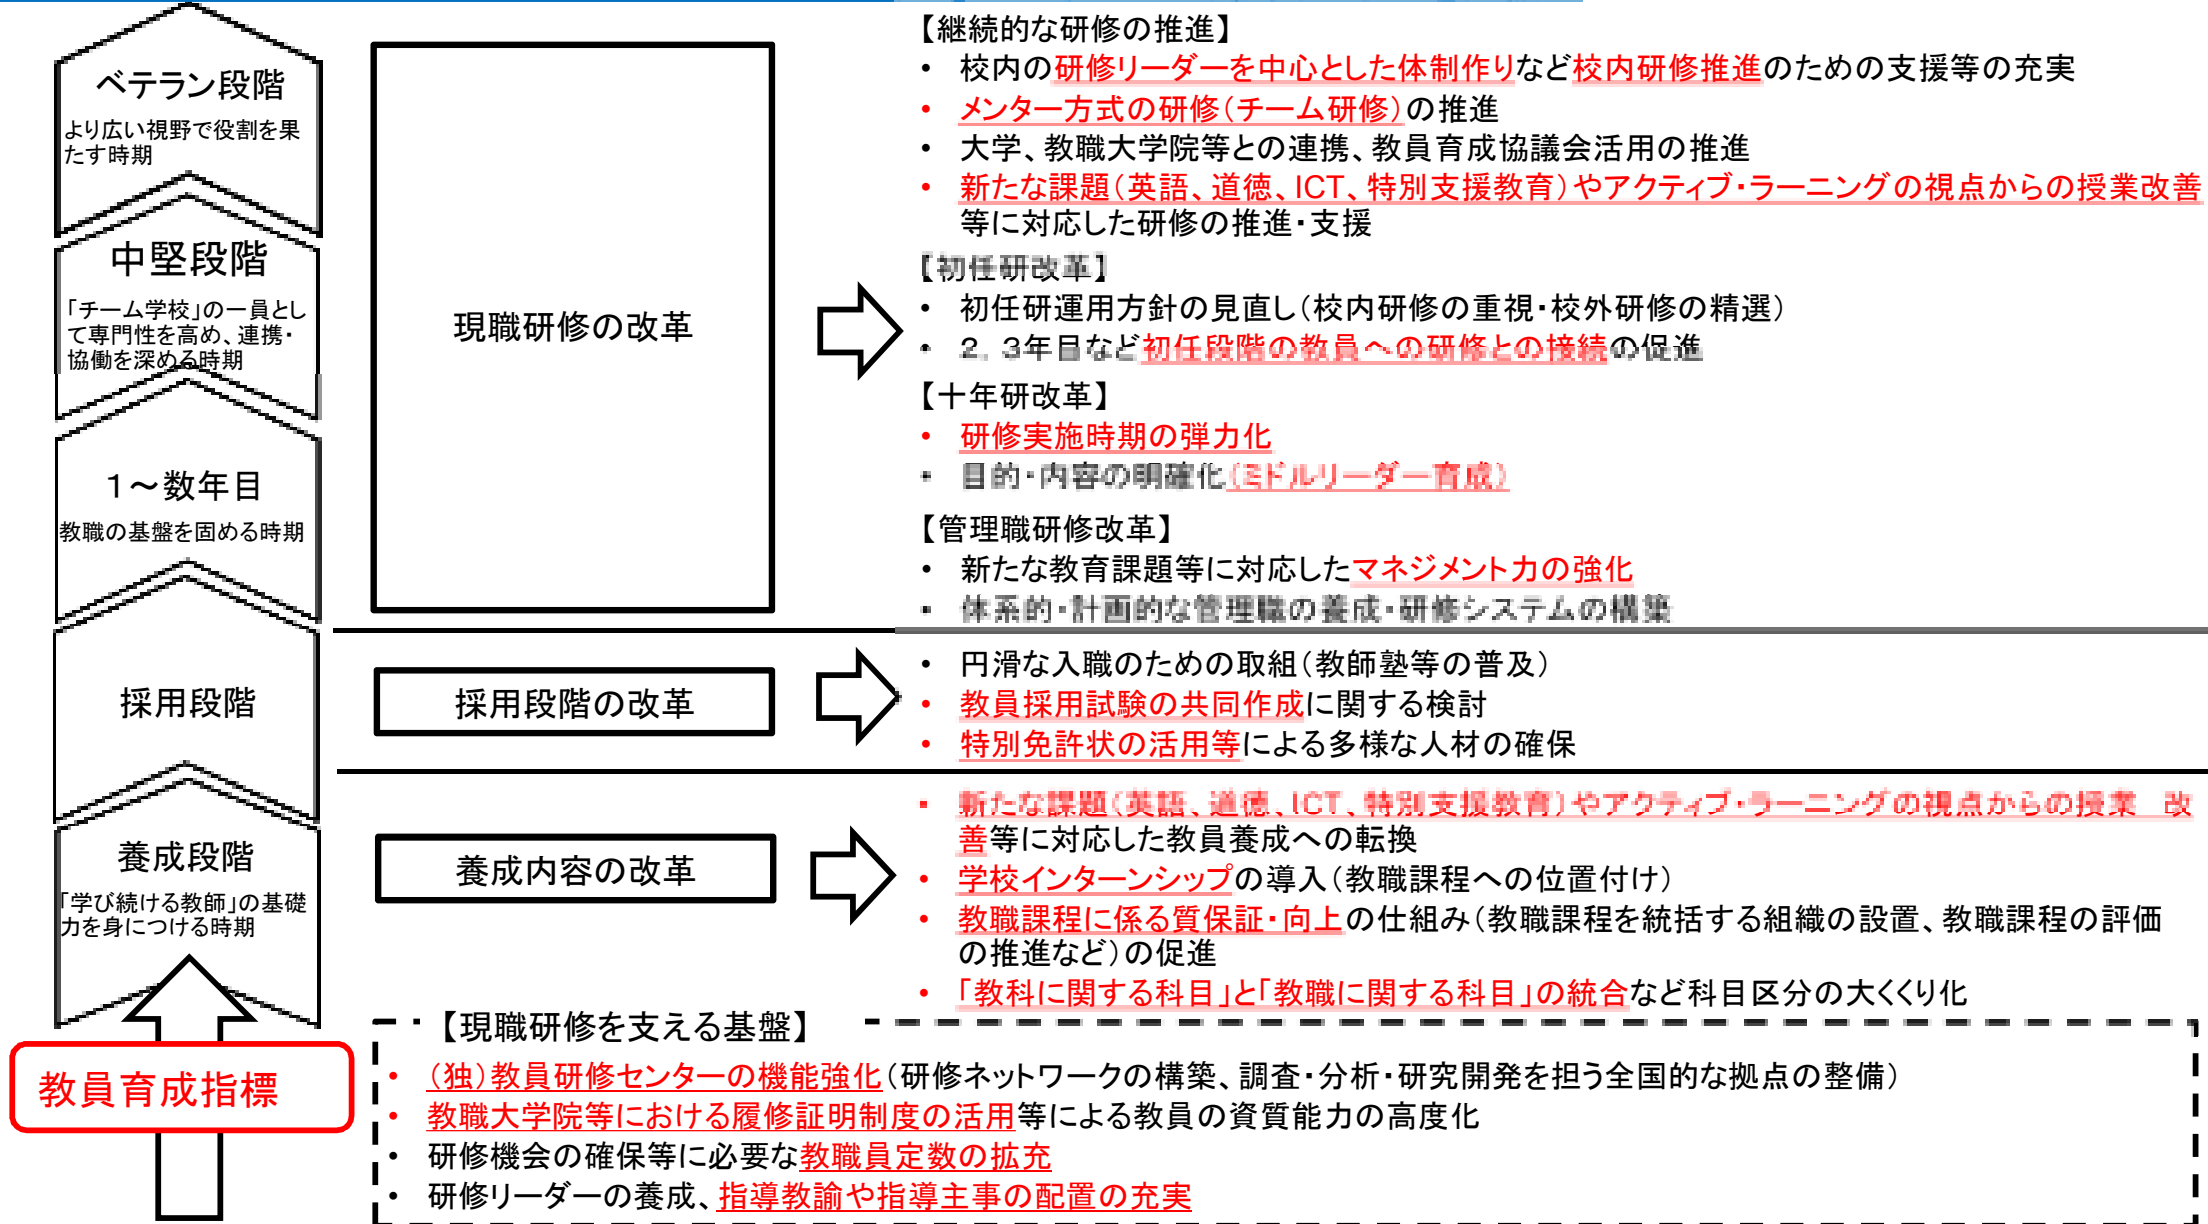 ベテラン段階
より広い視野で役割を果
たす時期
中堅段階
「チーム学校」の一員とし
て専門性を高め、連携・
協働を深める時期
1～数年目
教職の基盤を固める時期
採用段階
養成段階
「学び続ける教師」の基礎
力を身につける時期
教員育成指標
現職研修の改革
【継続的な研修の推進】
・ 校内の研修リーダーを中心とした体制作りなど校内研修推進のための支援等の充実
・ メンター方式の研修(チーム研修)の推進
・ 大学、教職大学院等との連携、教員育成協議会活用の推進
・ 新たな課題(英語、道徳、ICT、特別支援教育)やアクティブ・ラーニングの視点からの授業改善
等に対応した研修の推進・支援
【初任研改革】
・ 初任研運用方針の見直し(校内研修の重視・校外研修の精選)
・ 2,3年目など初任段階の教員への研修との接続の促進
【十年研改革】
・ 研修実施時期の弾力化
・ 目的・内容の明確化(ミドルリーダー育成)
【管理職研修改革】
・ 新たな教育課題等に対応したマネジメント力の強化
・ 体系的・計画的な管理職の養成・研修システムの構築
採用段階の改革
・ 円滑な入職のための取組(教師塾等の普及)
・ 教員採用試験の共同作成に関する検討
・ 特別免許状の活用等による多様な人材の確保
養成内容の改革
・ 新たな課題(英語、道徳、ICT、特別支援教育)やアクティブ・ラーニングの視点からの授業 改
善等に対応した教員養成への転換
・ 学校インターンシップの導入(教職課程への位置付け)
・ 教職課程に係る質保証・向上の仕組み(教職課程を統括する組織の設置、教職課程の評価
の推進など)の促進
・ 「教科に関する科目」と「教職に関する科目」の統合など科目区分の大くくり化
【現職研修を支える基盤】
・ (独)教員研修センターの機能強化(研修ネットワークの構築、調査・分析・研究開発を担う全国的な拠点の整備)
・ 教職大学院等における履修証明制度の活用等による教員の資質能力の高度化
・ 研修機会の確保等に必要な教職員定数の拡充
・ 研修リーダーの養成、指導教諭や指導主事の配置の充実